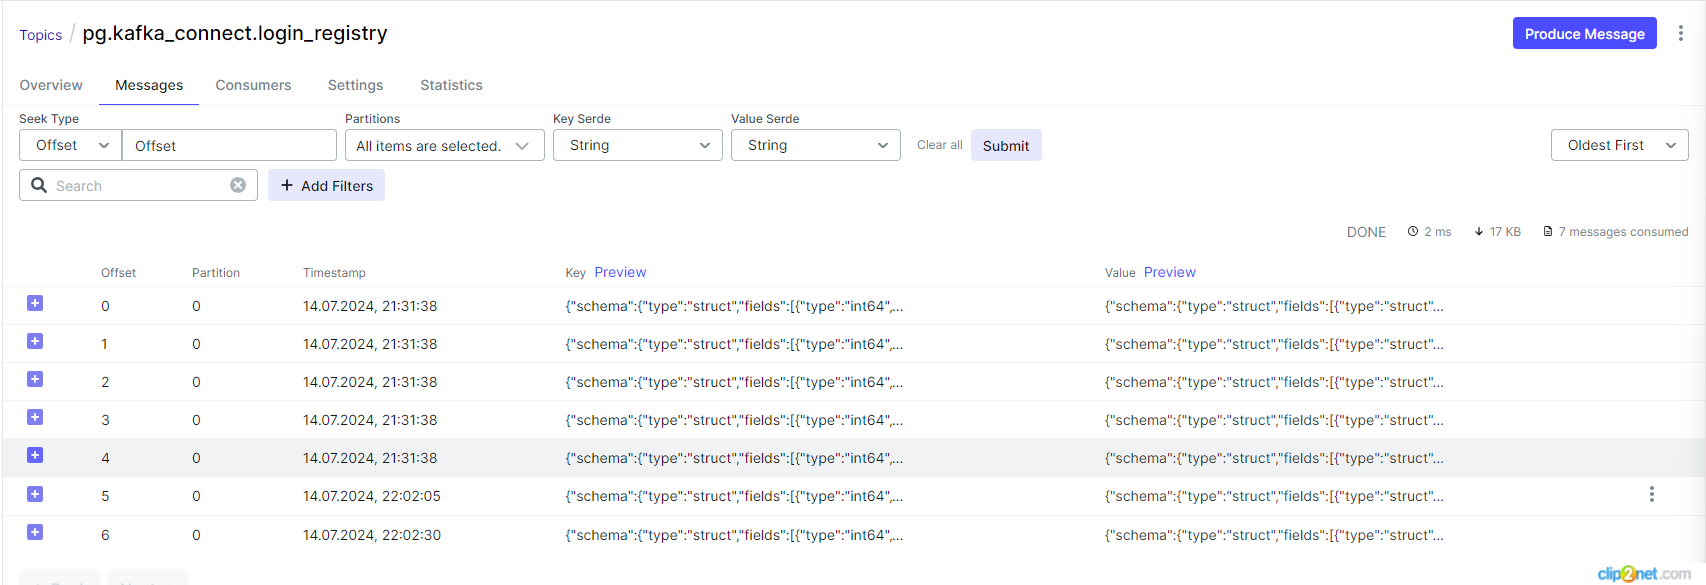 Topics / pg.kafka_connect.login_registry
Produce Message
Overview Messages Consumers Settings Statistics
Seek Type Partitions Key Serde Value Serde
Offset Offset All items are selected. String String Clear all Submit Oldest First
Search + Add Filters
DONE 2 ms 17 KB 7 messages consumed
Offset Partition Timestamp Key Preview Value Preview
0 0 14.07.2024, 21:31:38 {"schema":{"type":"struct","fields":[{"type":"int64",... {"schema":{"type":"struct","fields":[{"type":"struct"...
1 0 14.07.2024, 21:31:38 {"schema":{"type":"struct","fields":[{"type":"int64",... {"schema":{"type":"struct","fields":[{"type":"struct"...
2 0 14.07.2024, 21:31:38 {"schema":{"type":"struct","fields":[{"type":"int64",... {"schema":{"type":"struct","fields":[{"type":"struct"...
3 0 14.07.2024, 21:31:38 {"schema":{"type":"struct","fields":[{"type":"int64",... {"schema":{"type":"struct","fields":[{"type":"struct"...
4 0 14.07.2024, 21:31:38 {"schema":{"type":"struct","fields":[{"type":"int64",... {"schema":{"type":"struct","fields":[{"type":"struct"...
5 0 14.07.2024, 22:02:05 {"schema":{"type":"struct","fields":[{"type":"int64",... {"schema":{"type":"struct","fields":[{"type":"struct"...
6 0 14.07.2024, 22:02:30 {"schema":{"type":"struct","fields":[{"type":"int64",... {"schema":{"type":"struct","fields":[{"type":"struct"...
clip2net.com